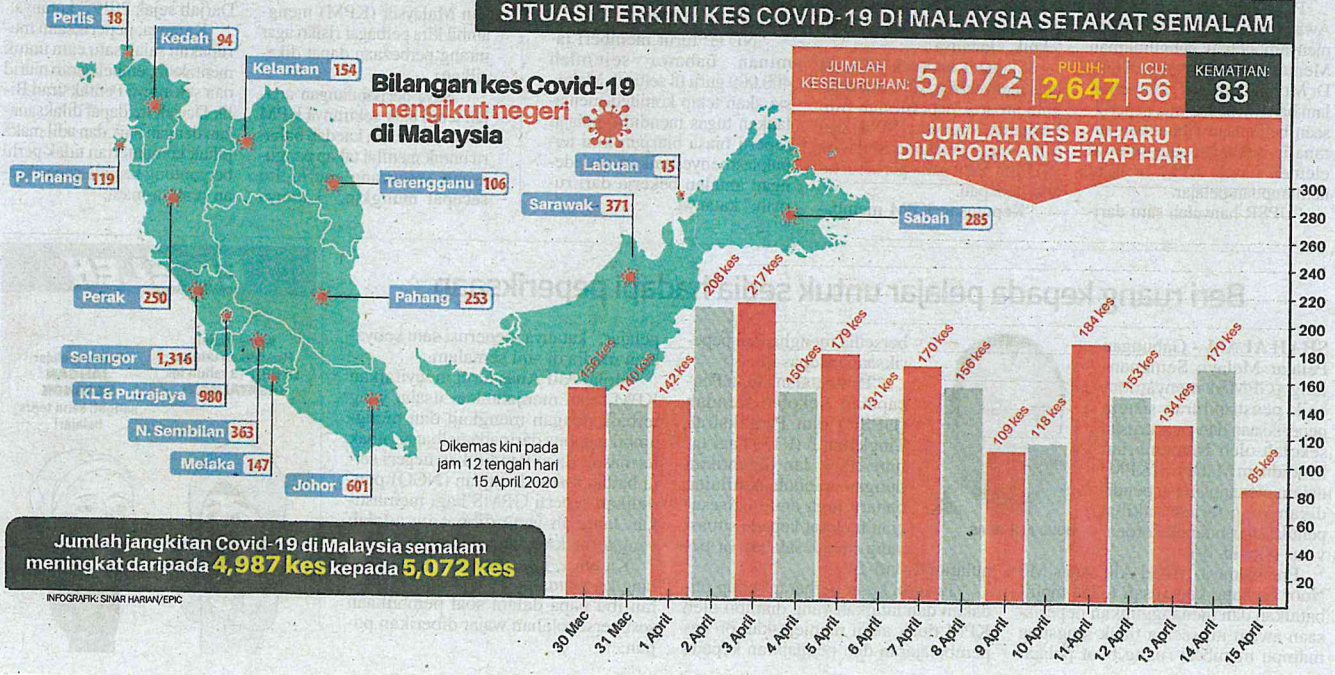 SITUASI TERKINI KES COVID-19 DI MALAYSIA SETAKAT SEMALAM
JUMLAH
KESELURUHAN: 5,072
PULIH:
2,647
ICU:
56
KEMATIAN:
83
JUMLAH KES BAHARU
DILAPORKAN SETIAP HARI
Bilangan kes Covid-19
mengikut negeri
di Malaysia
Perlis 18
Kedah 94
Kelantan 154
P. Pinang 119
Terengganu 106
Labuan 15
Sarawak 371
Sabah 285
Perak 250
Pahang 253
Selangor 1,316
KL & Putrajaya 980
N. Sembilan 363
Melaka 147
Johor 601
Dikemas kini pada
jam 12 tengah hari
15 April 2020
Jumlah jangkitan Covid-19 di Malaysia semalam
meningkat daripada 4,987 kes kepada 5,072 kes
INFOGRAFIK: SINAR HARIAN/EPIC
300
280
260
240
220
200
180
160
140
120
100
80
60
40
20
156 kes
140 kes
142 kes
208 kes
217 kes
150 kes
179 kes
131 kes
170 kes
156 kes
109 kes
118 kes
184 kes
153 kes
134 kes
170 kes
85 kes
30 Mac
31 Mac
1 April
2 April
3 April
4 April
5 April
6 April
7 April
8 April
9 April
10 April
11 April
12 April
13 April
14 April
15 April